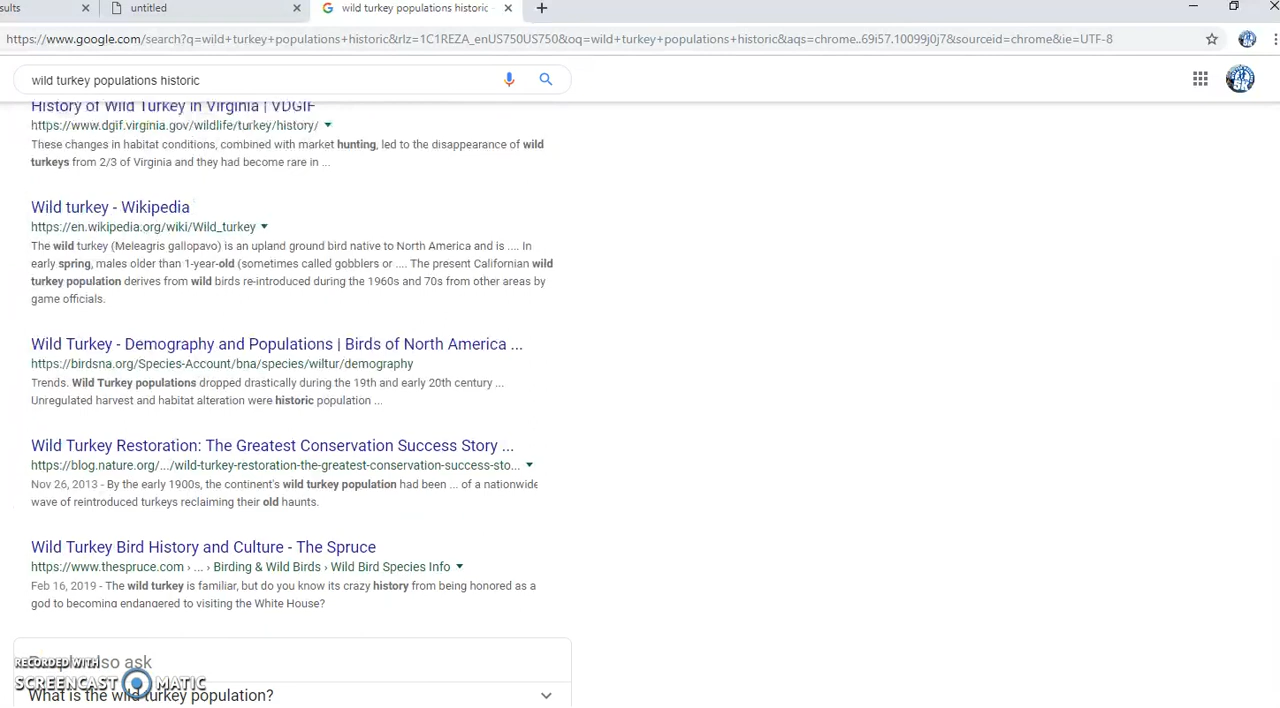 sults
untitled
wild turkey populations historic -
https://www.google.com/search?q=wild+turkey+populations+historic&rlz=1C1REZA_enUS750US750&oq=wild+turkey+populations+historic&aqs=chrome..69i57.10099j0j7&sourceid=chrome&ie=UTF-8
wild turkey populations historic
History of Wild Turkey in Virginia | VDGIF
https://www.dgif.virginia.gov/wildlife/turkey/history/
These changes in habitat conditions, combined with market hunting, led to the disappearance of wild
turkeys from 2/3 of Virginia and they had become rare in ...
Wild turkey - Wikipedia
https://en.wikipedia.org/wiki/Wild_turkey
The wild turkey (Meleagris gallopavo) is an upland ground bird native to North America and is .... In
early spring, males older than 1-year-old (sometimes called gobblers or .... The present Californian wild
turkey population derives from wild birds re-introduced during the 1960s and 70s from other areas by
game officials.
Wild Turkey - Demography and Populations | Birds of North America ...
https://birdsna.org/Species-Account/bna/species/wiltur/demography
Trends. Wild Turkey populations dropped drastically during the 19th and early 20th century ...
Unregulated harvest and habitat alteration were historic population ...
Wild Turkey Restoration: The Greatest Conservation Success Story ...
https://blog.nature.org/.../wild-turkey-restoration-the-greatest-conservation-success-sto...
Nov 26, 2013 - By the early 1900s, the continent's wild turkey population had been ... of a nationwide
wave of reintroduced turkeys reclaiming their old haunts.
Wild Turkey Bird History and Culture - The Spruce
https://www.thespruce.com › ... › Birding & Wild Birds › Wild Bird Species Info
Feb 16, 2019 - The wild turkey is familiar, but do you know its crazy history from being honored as a
god to becoming endangered to visiting the White House?
People also ask
RECORDED WITH
SCREENCAST MATIC
What is the wild turkey population?